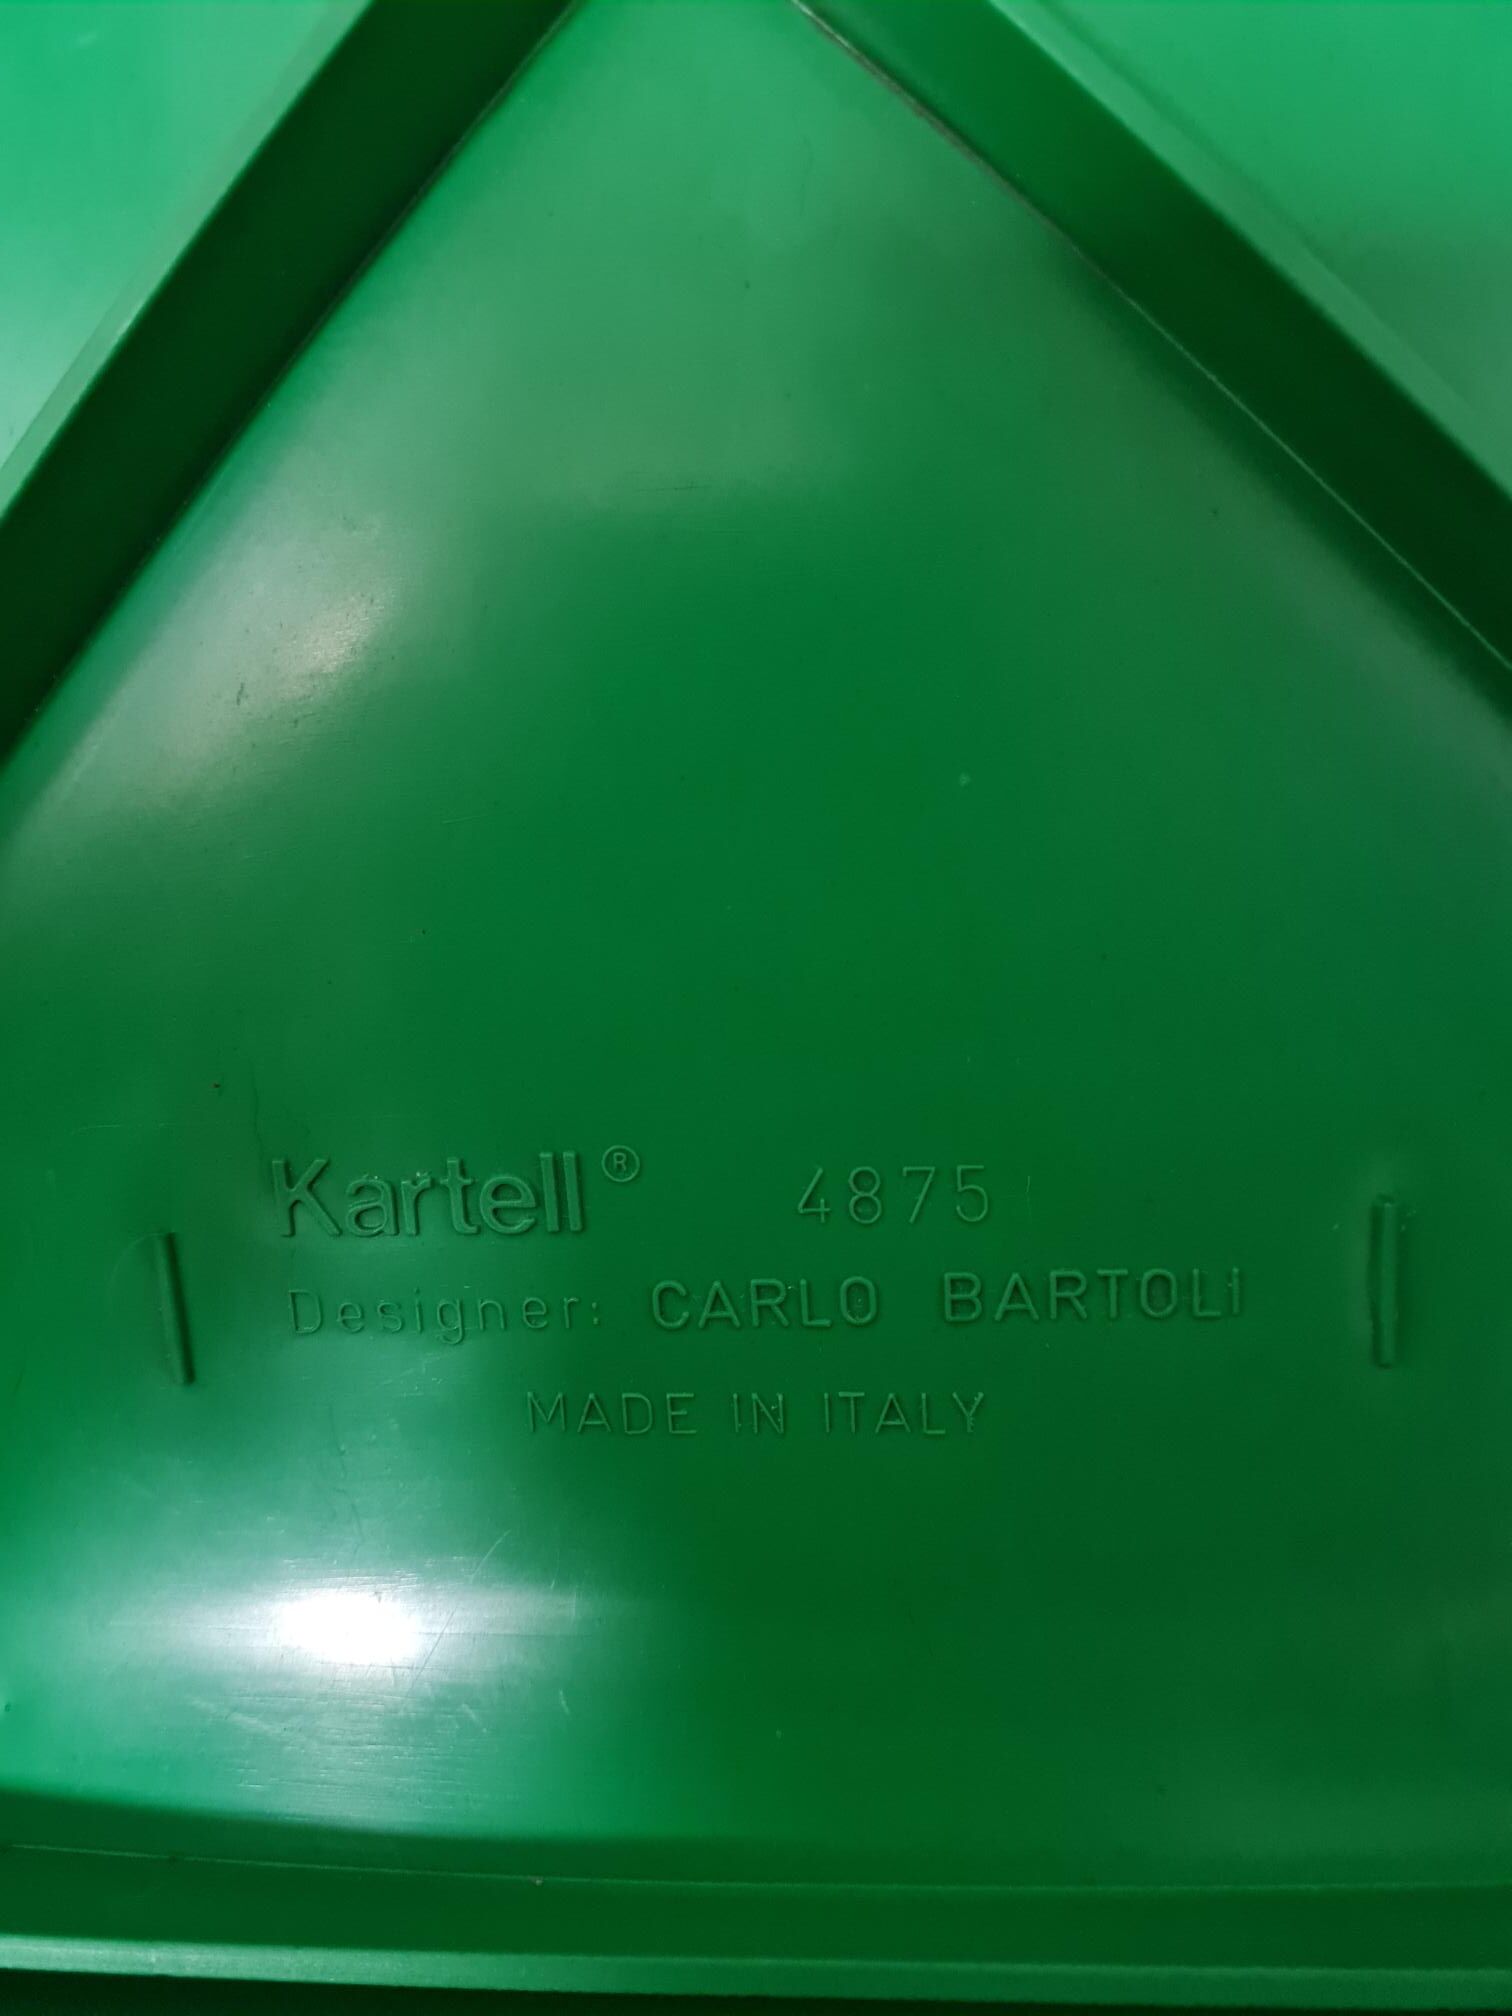 Kartell® 4875
Designer: CARLO BARTOLI
MADE IN ITALY